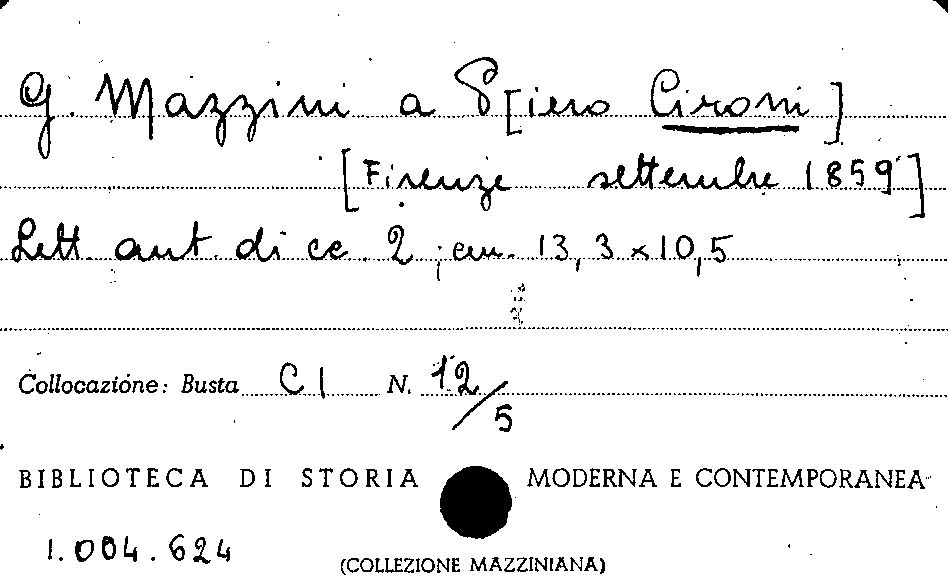 G. Mazzini a P[iero Cironi]
[Firenze settembre 1859]
Lett. aut. di cc. 2 ; cm. 13,3 x 10,5
Collocazione: Busta CI N. 12/5
BIBLIOTECA DI STORIA MODERNA E CONTEMPORANEA
1.004.624
(COLLEZIONE MAZZINIANA)